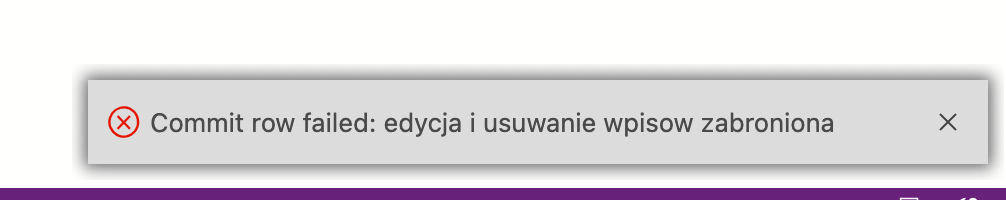 Commit row failed: edycja i usuwanie wpisow zabroniona